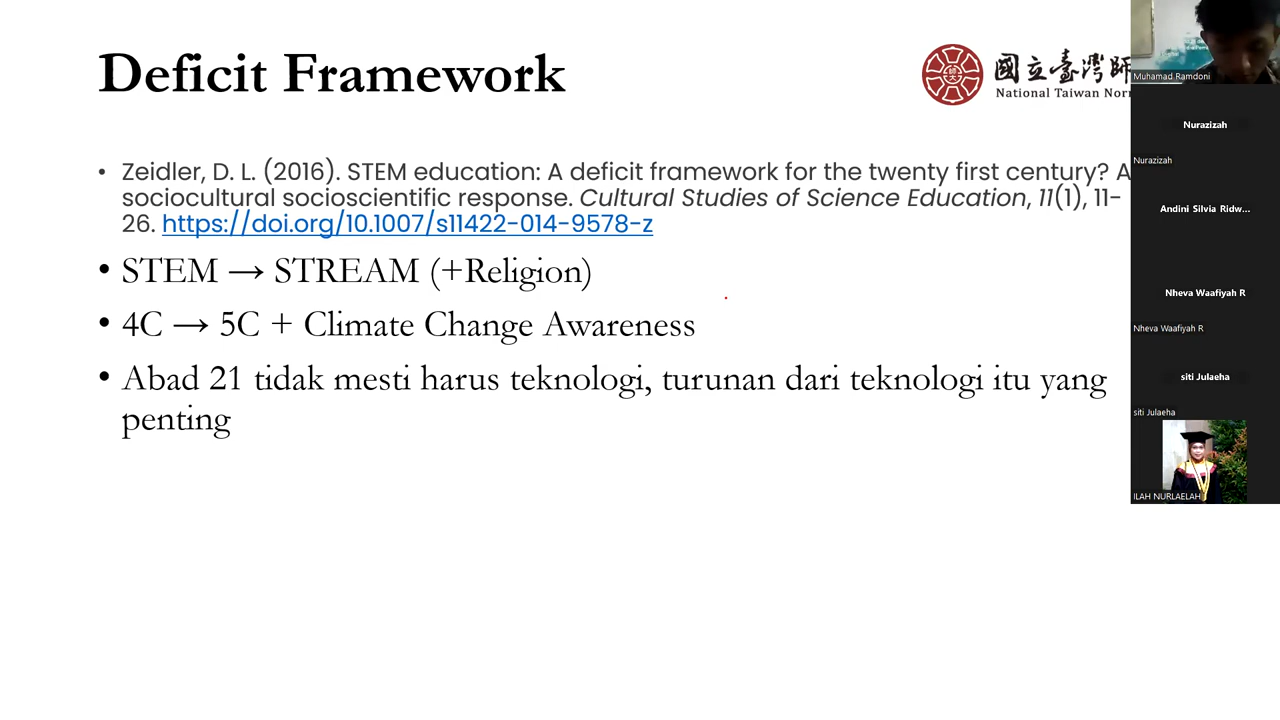 Deficit Framework
國立臺灣師
National Taiwan Nor
• Zeidler, D. L. (2016). STEM education: A deficit framework for the twenty first century? A
sociocultural socioscientific response. Cultural Studies of Science Education, 11(1), 11-
26. https://doi.org/10.1007/s11422-014-9578-z
• STEM → STREAM (+Religion)
• 4C → 5C + Climate Change Awareness
• Abad 21 tidak mesti harus teknologi, turunan dari teknologi itu yang
penting
Muhamad Ramdoni
Nurazizah
Nurazizah
Andini Silvia Ridw...
Nheva Waafiyah R
Nheva Waafiyah R
siti Julaeha
siti Julaeha
ILAH NURLAELAH